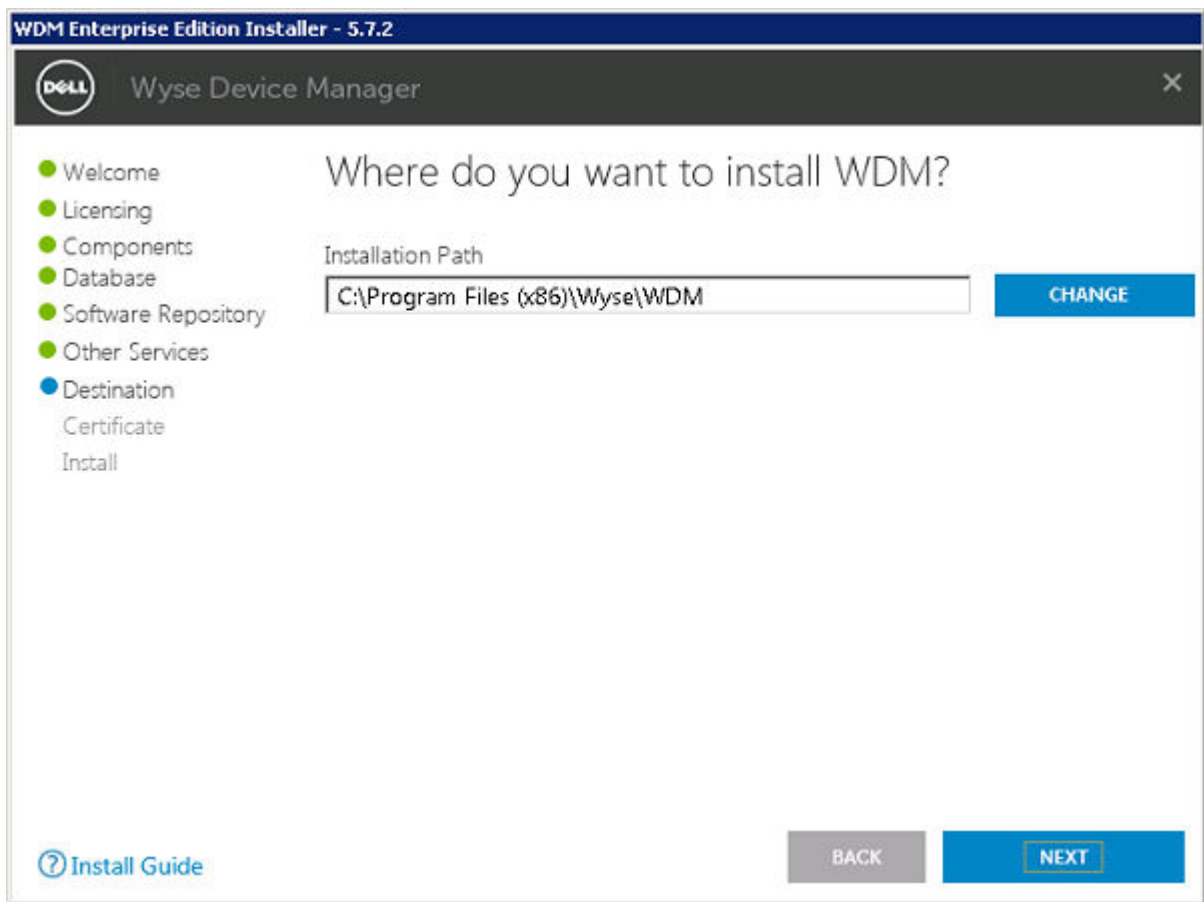 WDM Enterprise Edition Installer - 5.7.2
DELL
Wyse Device Manager
Welcome
Licensing
Components
Database
Software Repository
Other Services
Destination
Certificate
Install
Where do you want to install WDM?
Installation Path
C:\Program Files (x86)\Wyse\WDM
CHANGE
? Install Guide
BACK
NEXT